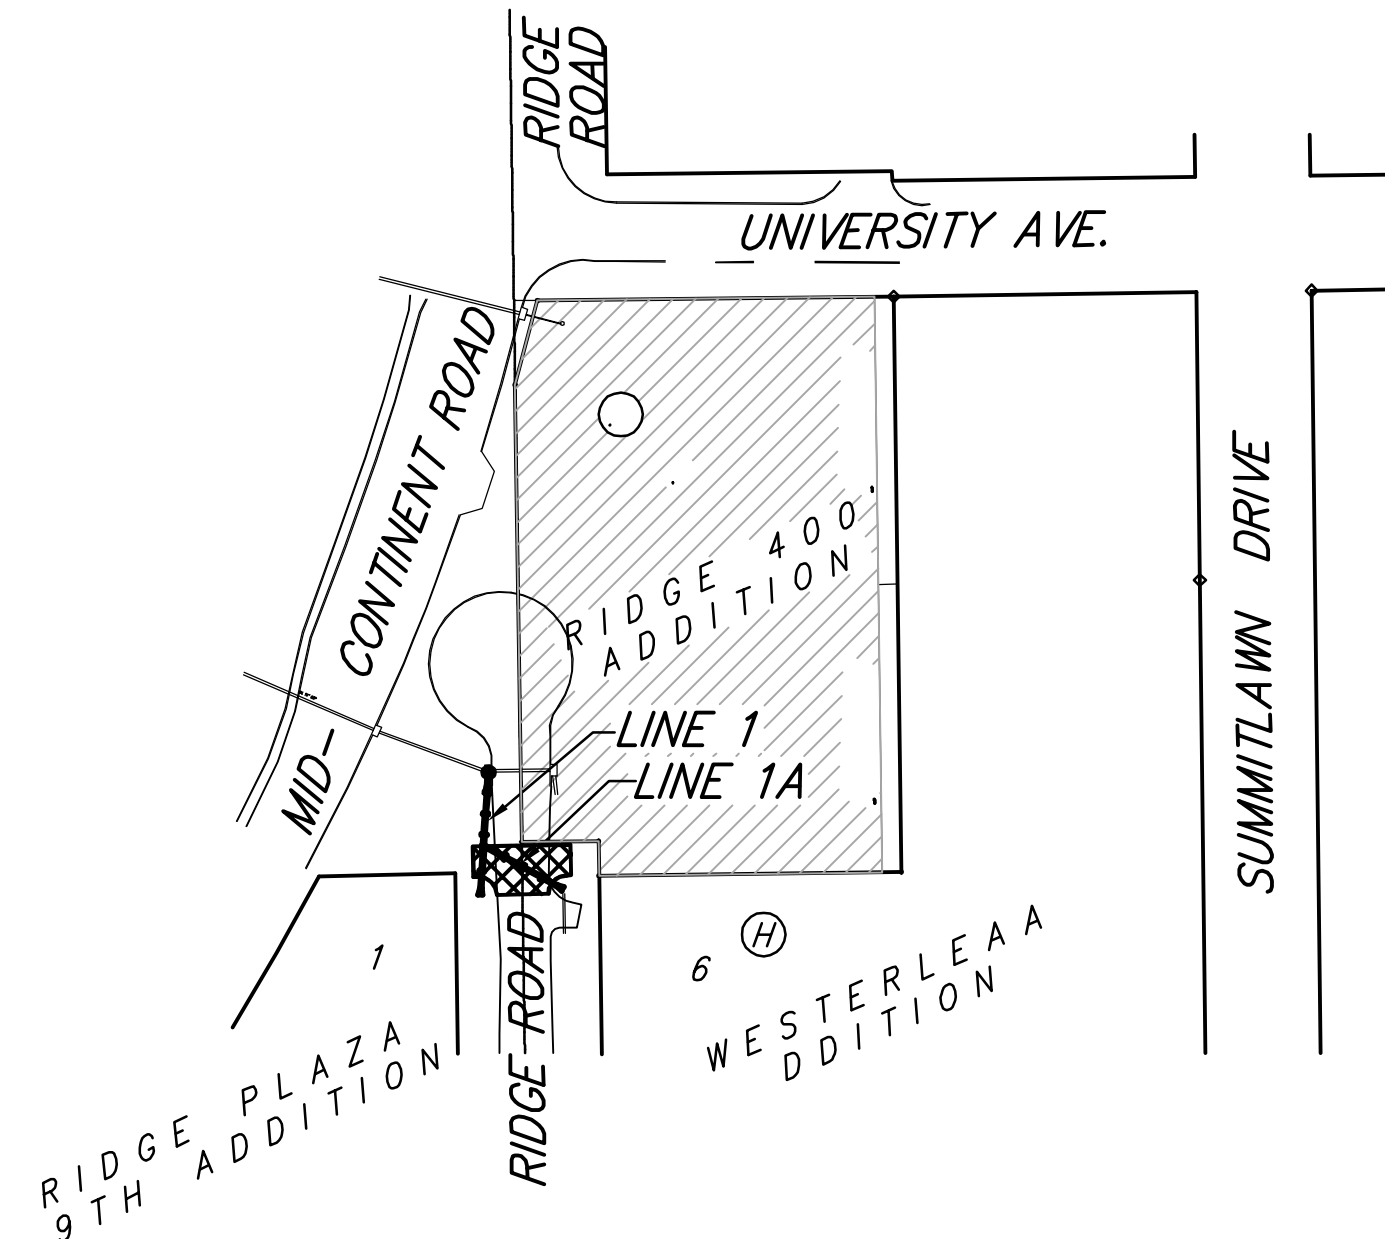 RIDGE
ROAD
UNIVERSITY AVE.
MID-
CONTINENT ROAD
SUMMITLAWN DRIVE
RIDGE 400
ADDITION
LINE 1
LINE 1A
H
6
1
RIDGE ROAD
WESTERLEA A
DDITION
RIDGE PLAZA
9TH ADDITION